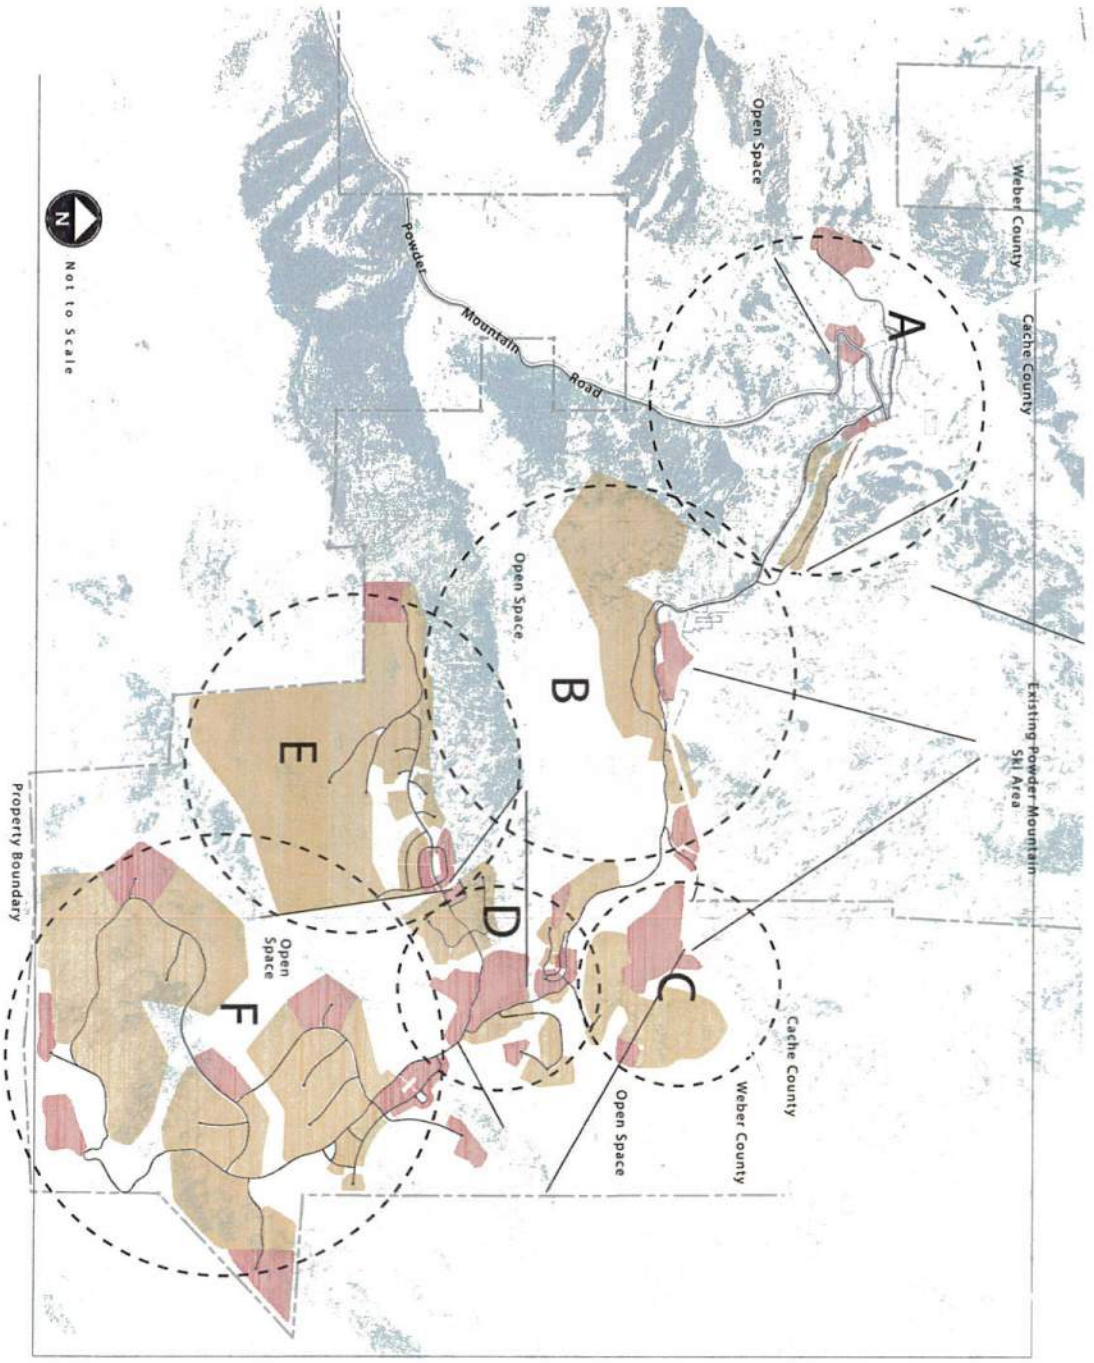 Weber County
Cache County
Open Space
A
Powder
Mountain
Road
N
Not to Scale
Existing Powder Mountain
Ski Area
Open Space
B
E
C
D
Cache County
Weber County
Open Space
Open
Space
F
Property Boundary